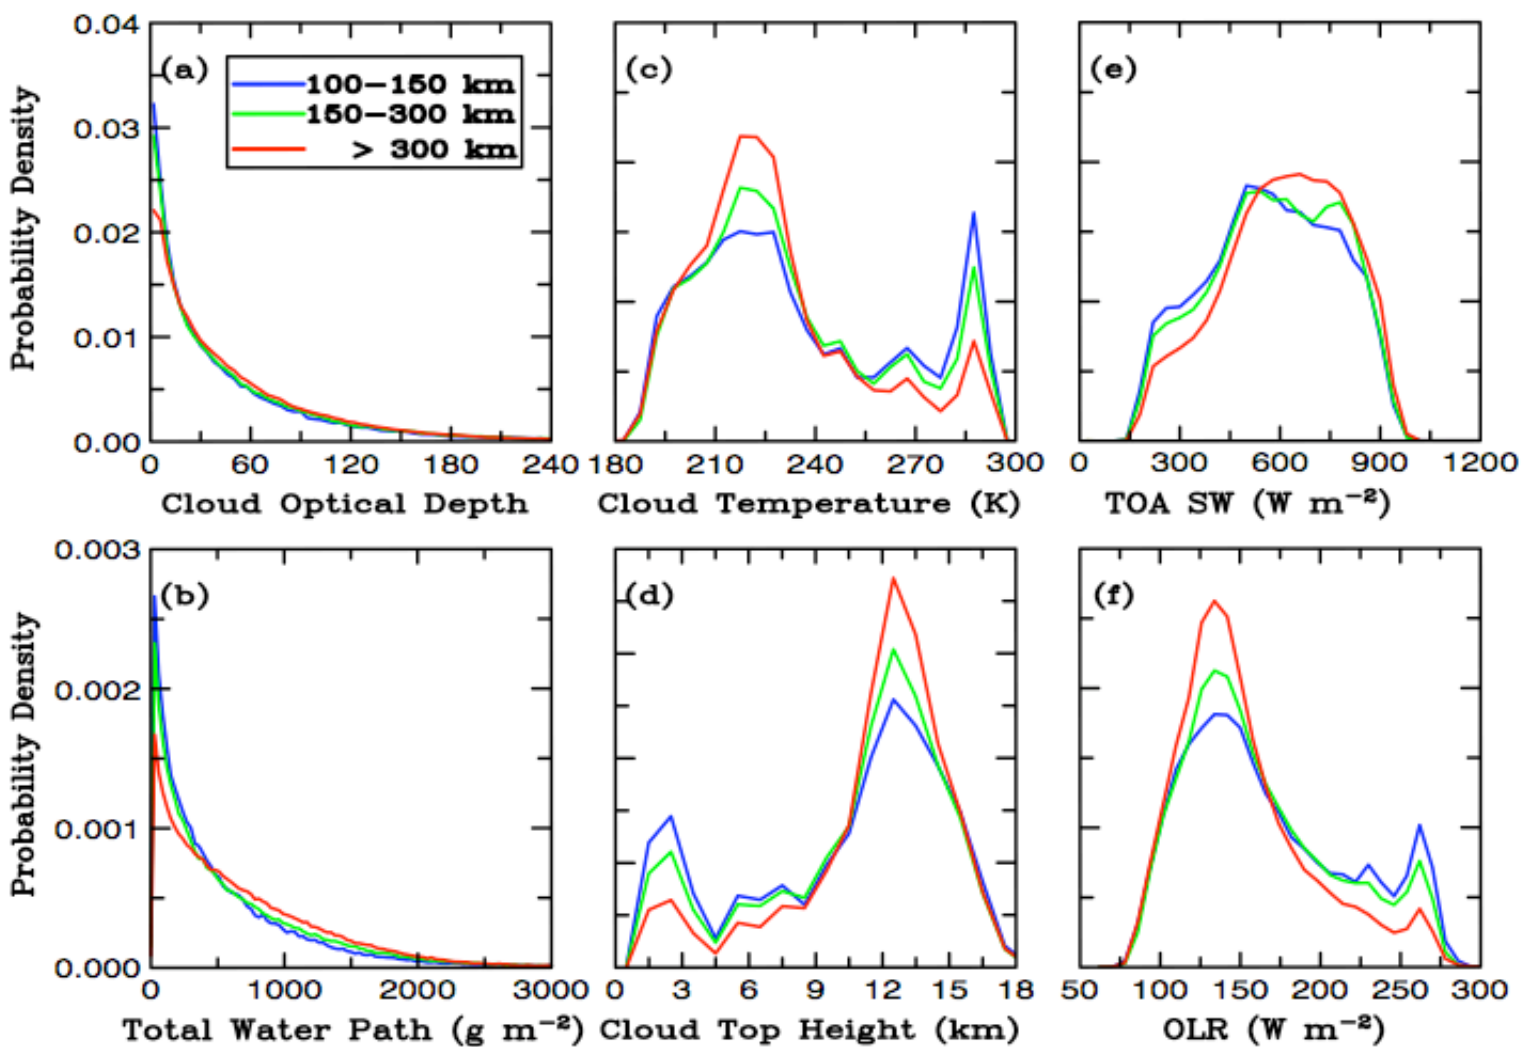 0.04
0.03
0.02
0.01
0.00
Probability Density
(a)
100−150 km
150−300 km
> 300 km
0 60 120 180 240
Cloud Optical Depth
(c)
180 210 240 270 300
Cloud Temperature (K)
(e)
0 300 600 900 1200
TOA SW (W m⁻²)
0.003
0.002
0.001
0.000
Probability Density
(b)
0 1000 2000 3000
Total Water Path (g m⁻²)
(d)
0 3 6 9 12 15 18
Cloud Top Height (km)
(f)
50 100 150 200 250 300
OLR (W m⁻²)